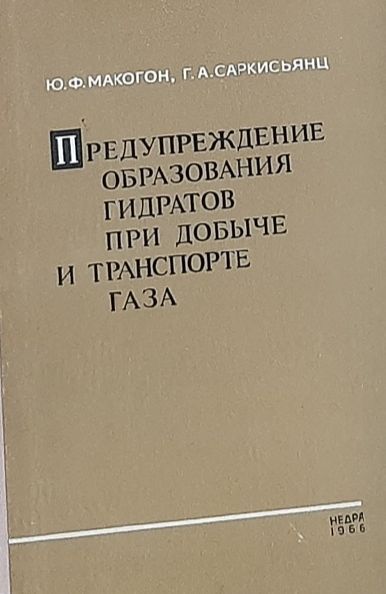 Ю.Ф.МАКОГОН, Г.А.САРКИСЬЯНЦ
ПРЕДУПРЕЖДЕНИЕ
ОБРАЗОВАНИЯ
ГИДРАТОВ
ПРИ ДОБЫЧЕ
И ТРАНСПОРТЕ
ГАЗА
НЕДРА
1966